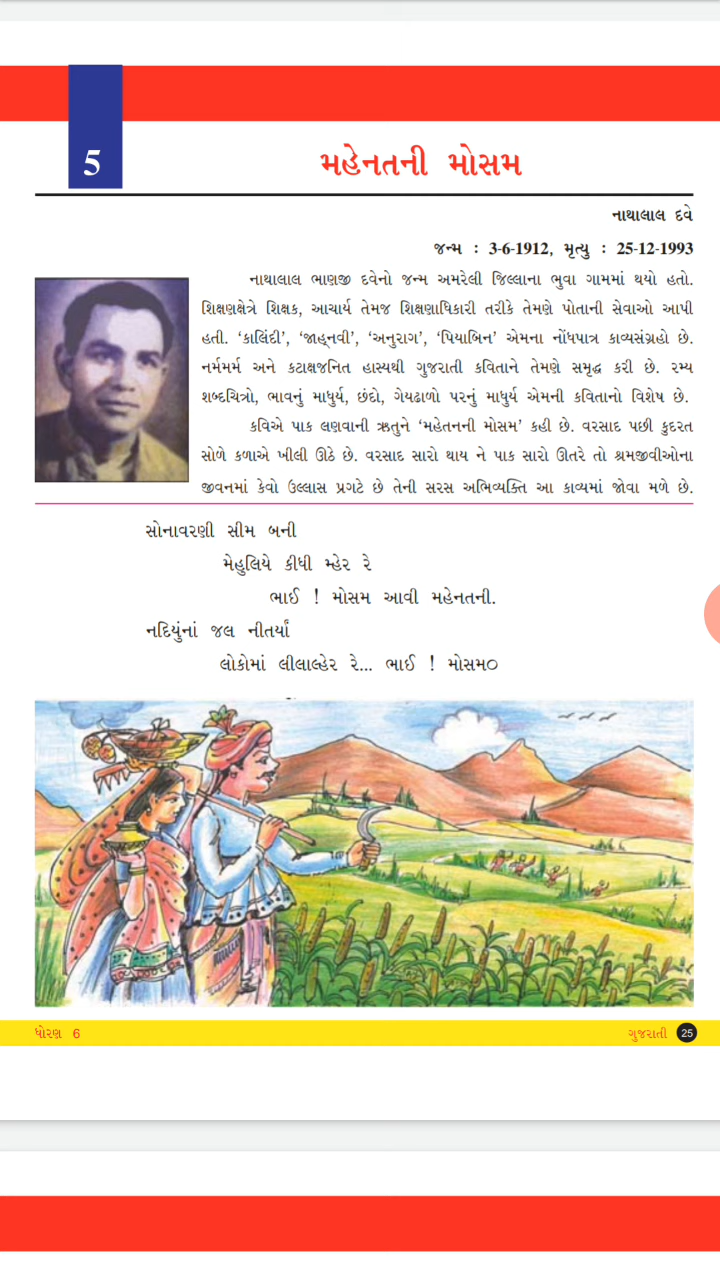 5
મહેનતની મોસમ
નાથાલાલ દવે
જન્મ : 3-6-1912, મૃત્યુ : 25-12-1993
નાથાલાલ ભાણજી દવેનો જન્મ અમરેલી જિલ્લાના ભુવા ગામમાં થયો હતો.
શિક્ષણક્ષેત્રે શિક્ષક, આચાર્ય તેમજ શિક્ષણાધિકારી તરીકે તેમણે પોતાની સેવાઓ આપી
હતી. ‘કાલિંદી’, ‘જાહ્નવી’, ‘અનુરાગ’, ‘પિયાબિન’ એમના નોંધપાત્ર કાવ્યસંગ્રહો છે.
નર્મમર્મ અને કટાક્ષજનિત હાસ્યથી ગુજરાતી કવિતાને તેમણે સમૃદ્ધ કરી છે. રમ્ય
શબ્દચિત્રો, ભાવનું માધુર્ય, છંદો, ગેયઢાળો પરનું માધુર્ય એમની કવિતાનો વિશેષ છે.
કવિએ પાક લણવાની ઋતુને ‘મહેતનની મોસમ’ કહી છે. વરસાદ પછી કુદરત
સોળે કળાએ ખીલી ઊઠે છે. વરસાદ સારો થાય ને પાક સારો ઊતરે તો શ્રમજીવીઓના
જીવનમાં કેવો ઉલ્લાસ પ્રગટે છે તેની સરસ અભિવ્યક્તિ આ કાવ્યમાં જોવા મળે છે.
સોનાવરણી સીમ બની
મેહુલિયે કીધી મ્હેર રે
ભાઈ ! મોસમ આવી મહેનતની.
નદિયુંનાં જલ નીતર્યાં
લોકોમાં લીલાલ્હેર રે... ભાઈ ! મોસમ૦
ધોરણ 6
ગુજરાતી 25